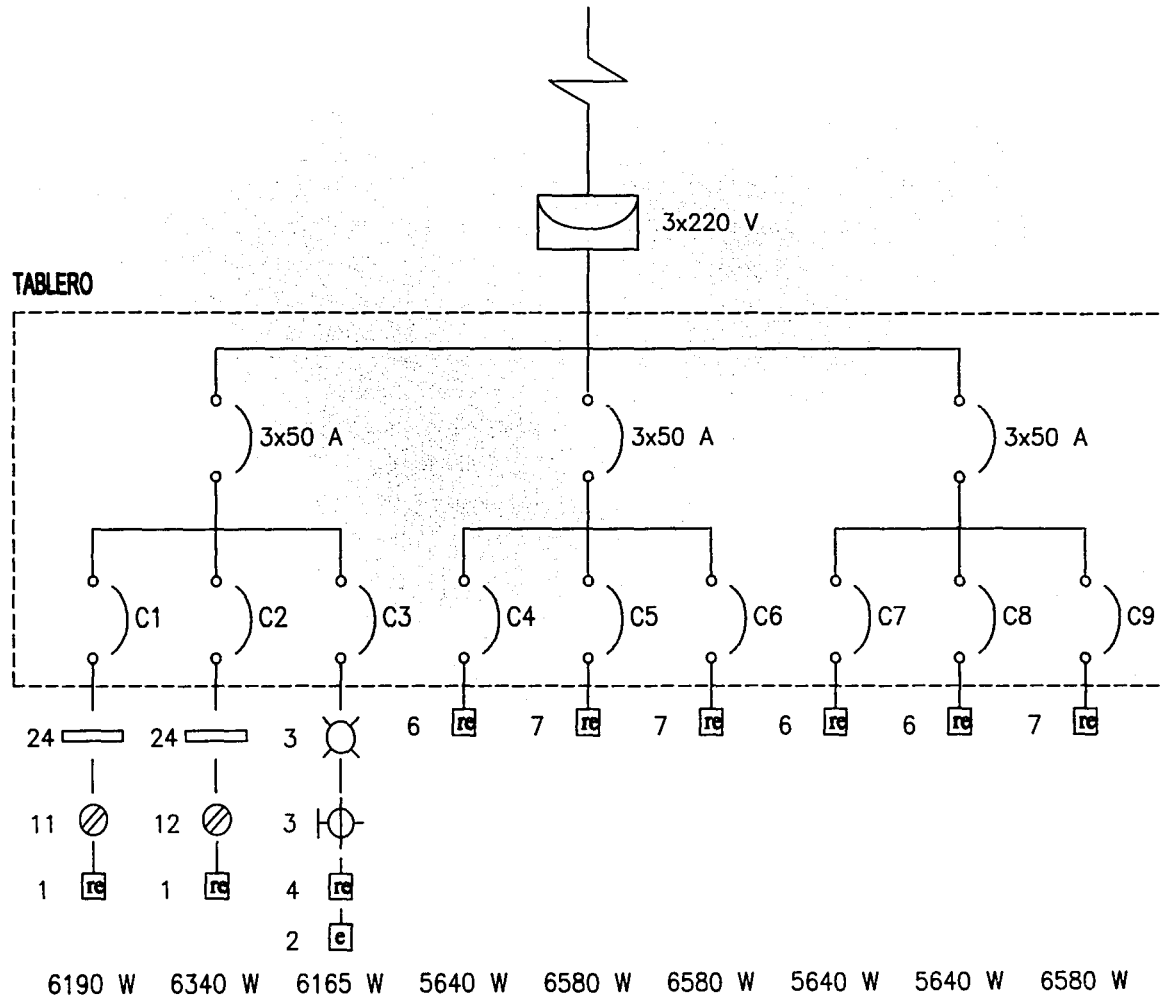 3x220 V
TABLERO
3x50 A 3x50 A 3x50 A
C1 C2 C3 C4 C5 C6 C7 C8 C9
24 24 3 6 re 7 re 7 re 6 re 6 re 7 re
11 12 3
1 re 1 re 4 re
2 e
6190 W 6340 W 6165 W 5640 W 6580 W 6580 W 5640 W 5640 W 6580 W